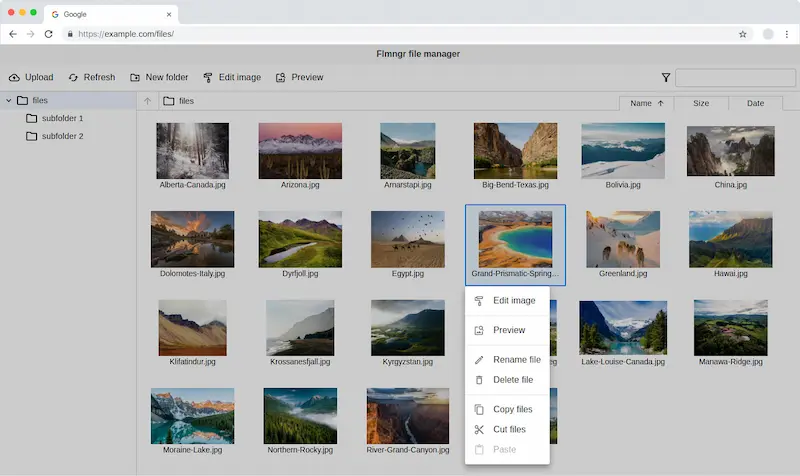 Google
https://example.com/files/
Flmngr file manager
Upload Refresh New folder Edit image Preview
files
subfolder 1
subfolder 2
files
Name Size Date
Alberta-Canada.jpg Arizona.jpg Arnarstapi.jpg Big-Bend-Texas.jpg Bolivia.jpg China.jpg
Dolomotes-Italy.jpg Dyrfjoll.jpg Egypt.jpg Grand-Prismatic-Spring... Greenland.jpg Hawai.jpg
Klifatindur.jpg Krossanesfjall.jpg Kyrgyzstan.jpg Lake-Louise-Canada.jpg Manawa-Ridge.jpg
Moraine-Lake.jpg Northern-Rocky.jpg River-Grand-Canyon.jpg
Edit image
Preview
Rename file
Delete file
Copy files
Cut files
Paste